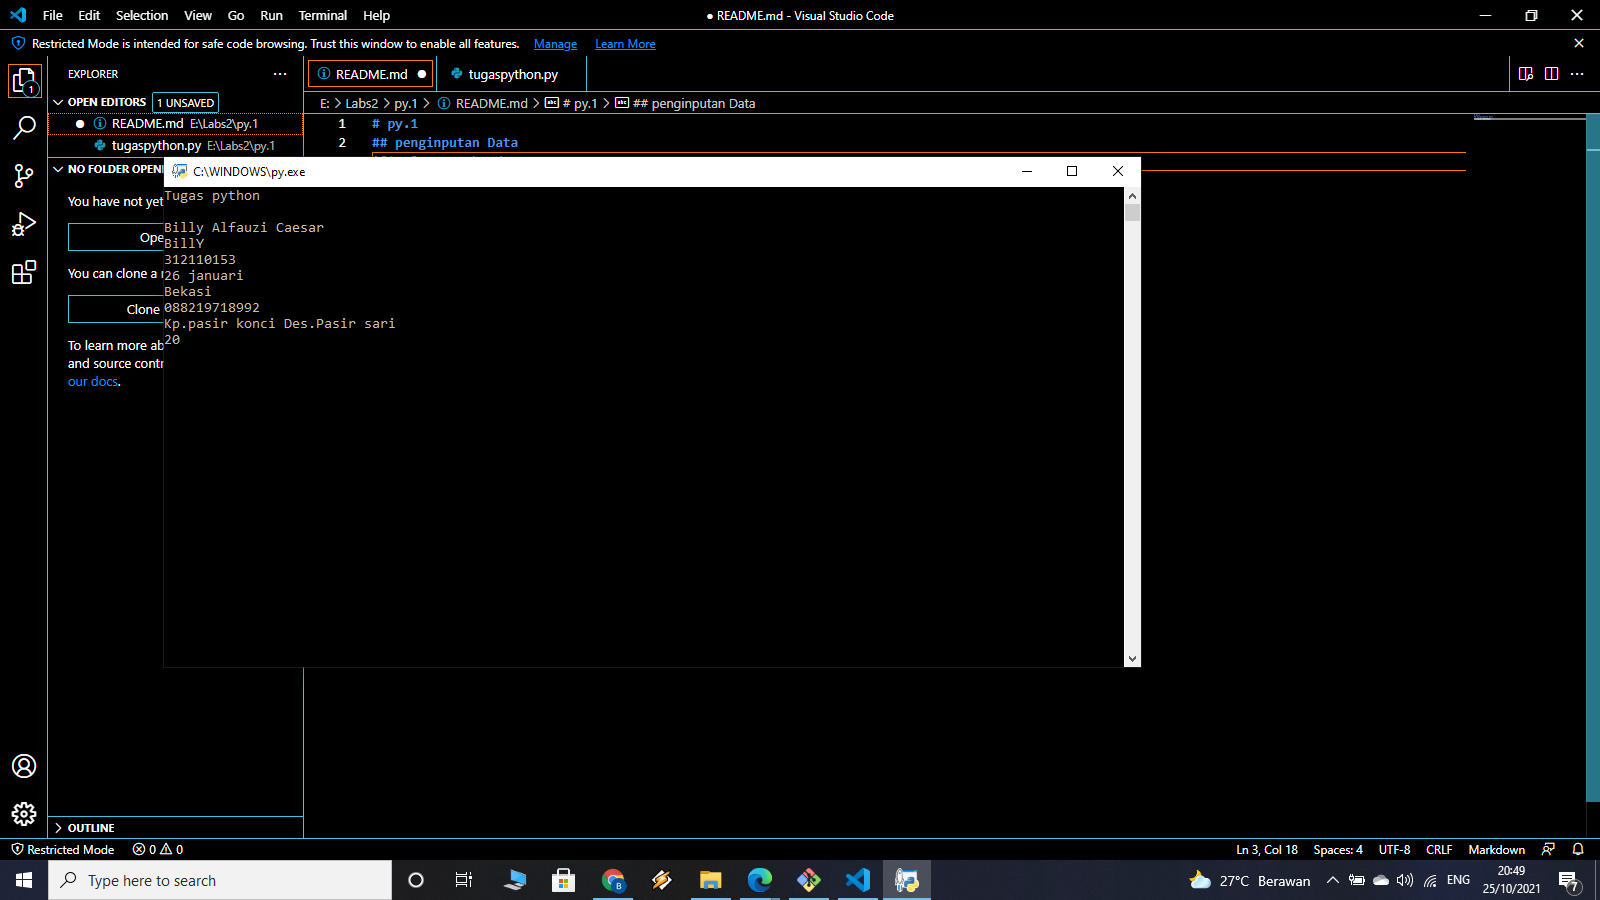 File Edit Selection View Go Run Terminal Help
● README.md - Visual Studio Code
Restricted Mode is intended for safe code browsing. Trust this window to enable all features. Manage Learn More
EXPLORER
README.md
tugaspython.py
OPEN EDITORS 1 UNSAVED
E: > Labs2 > py.1 > README.md > # py.1 > ## penginputan Data
README.md E:\Labs2\py.1
tugaspython.py E:\Labs2\py.1
1 # py.1
2 ## penginputan Data
NO FOLDER OPEN
You have not yet
Ope
You can clone a
Clone
To learn more ab
and source contr
our docs.
C:\WINDOWS\py.exe
Tugas python
Billy Alfauzi Caesar
BillY
312110153
26 januari
Bekasi
088219718992
Kp.pasir konci Des.Pasir sari
20
OUTLINE
Restricted Mode 0 0
Ln 3, Col 18 Spaces: 4 UTF-8 CRLF Markdown
Type here to search
27°C Berawan
ENG
20:49
25/10/2021
7
1
B